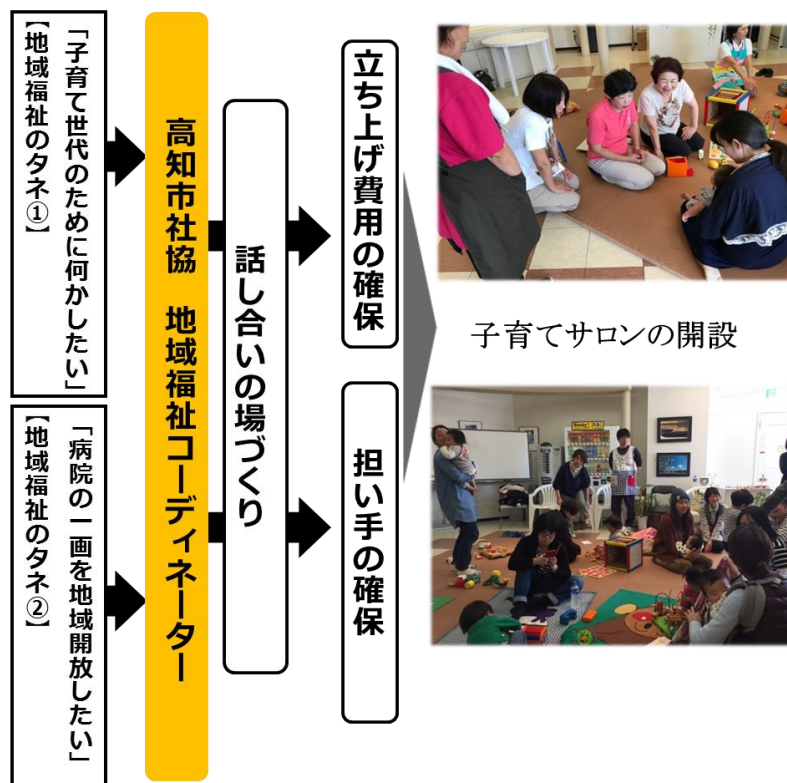 「子育て世代のために何かしたい」
【地域福祉のタネ①】
「病院の一画を地域開放したい」
【地域福祉のタネ②】
高知市社協　地域福祉コーディネーター
話し合いの場づくり
立ち上げ費用の確保
担い手の確保
子育てサロンの開設